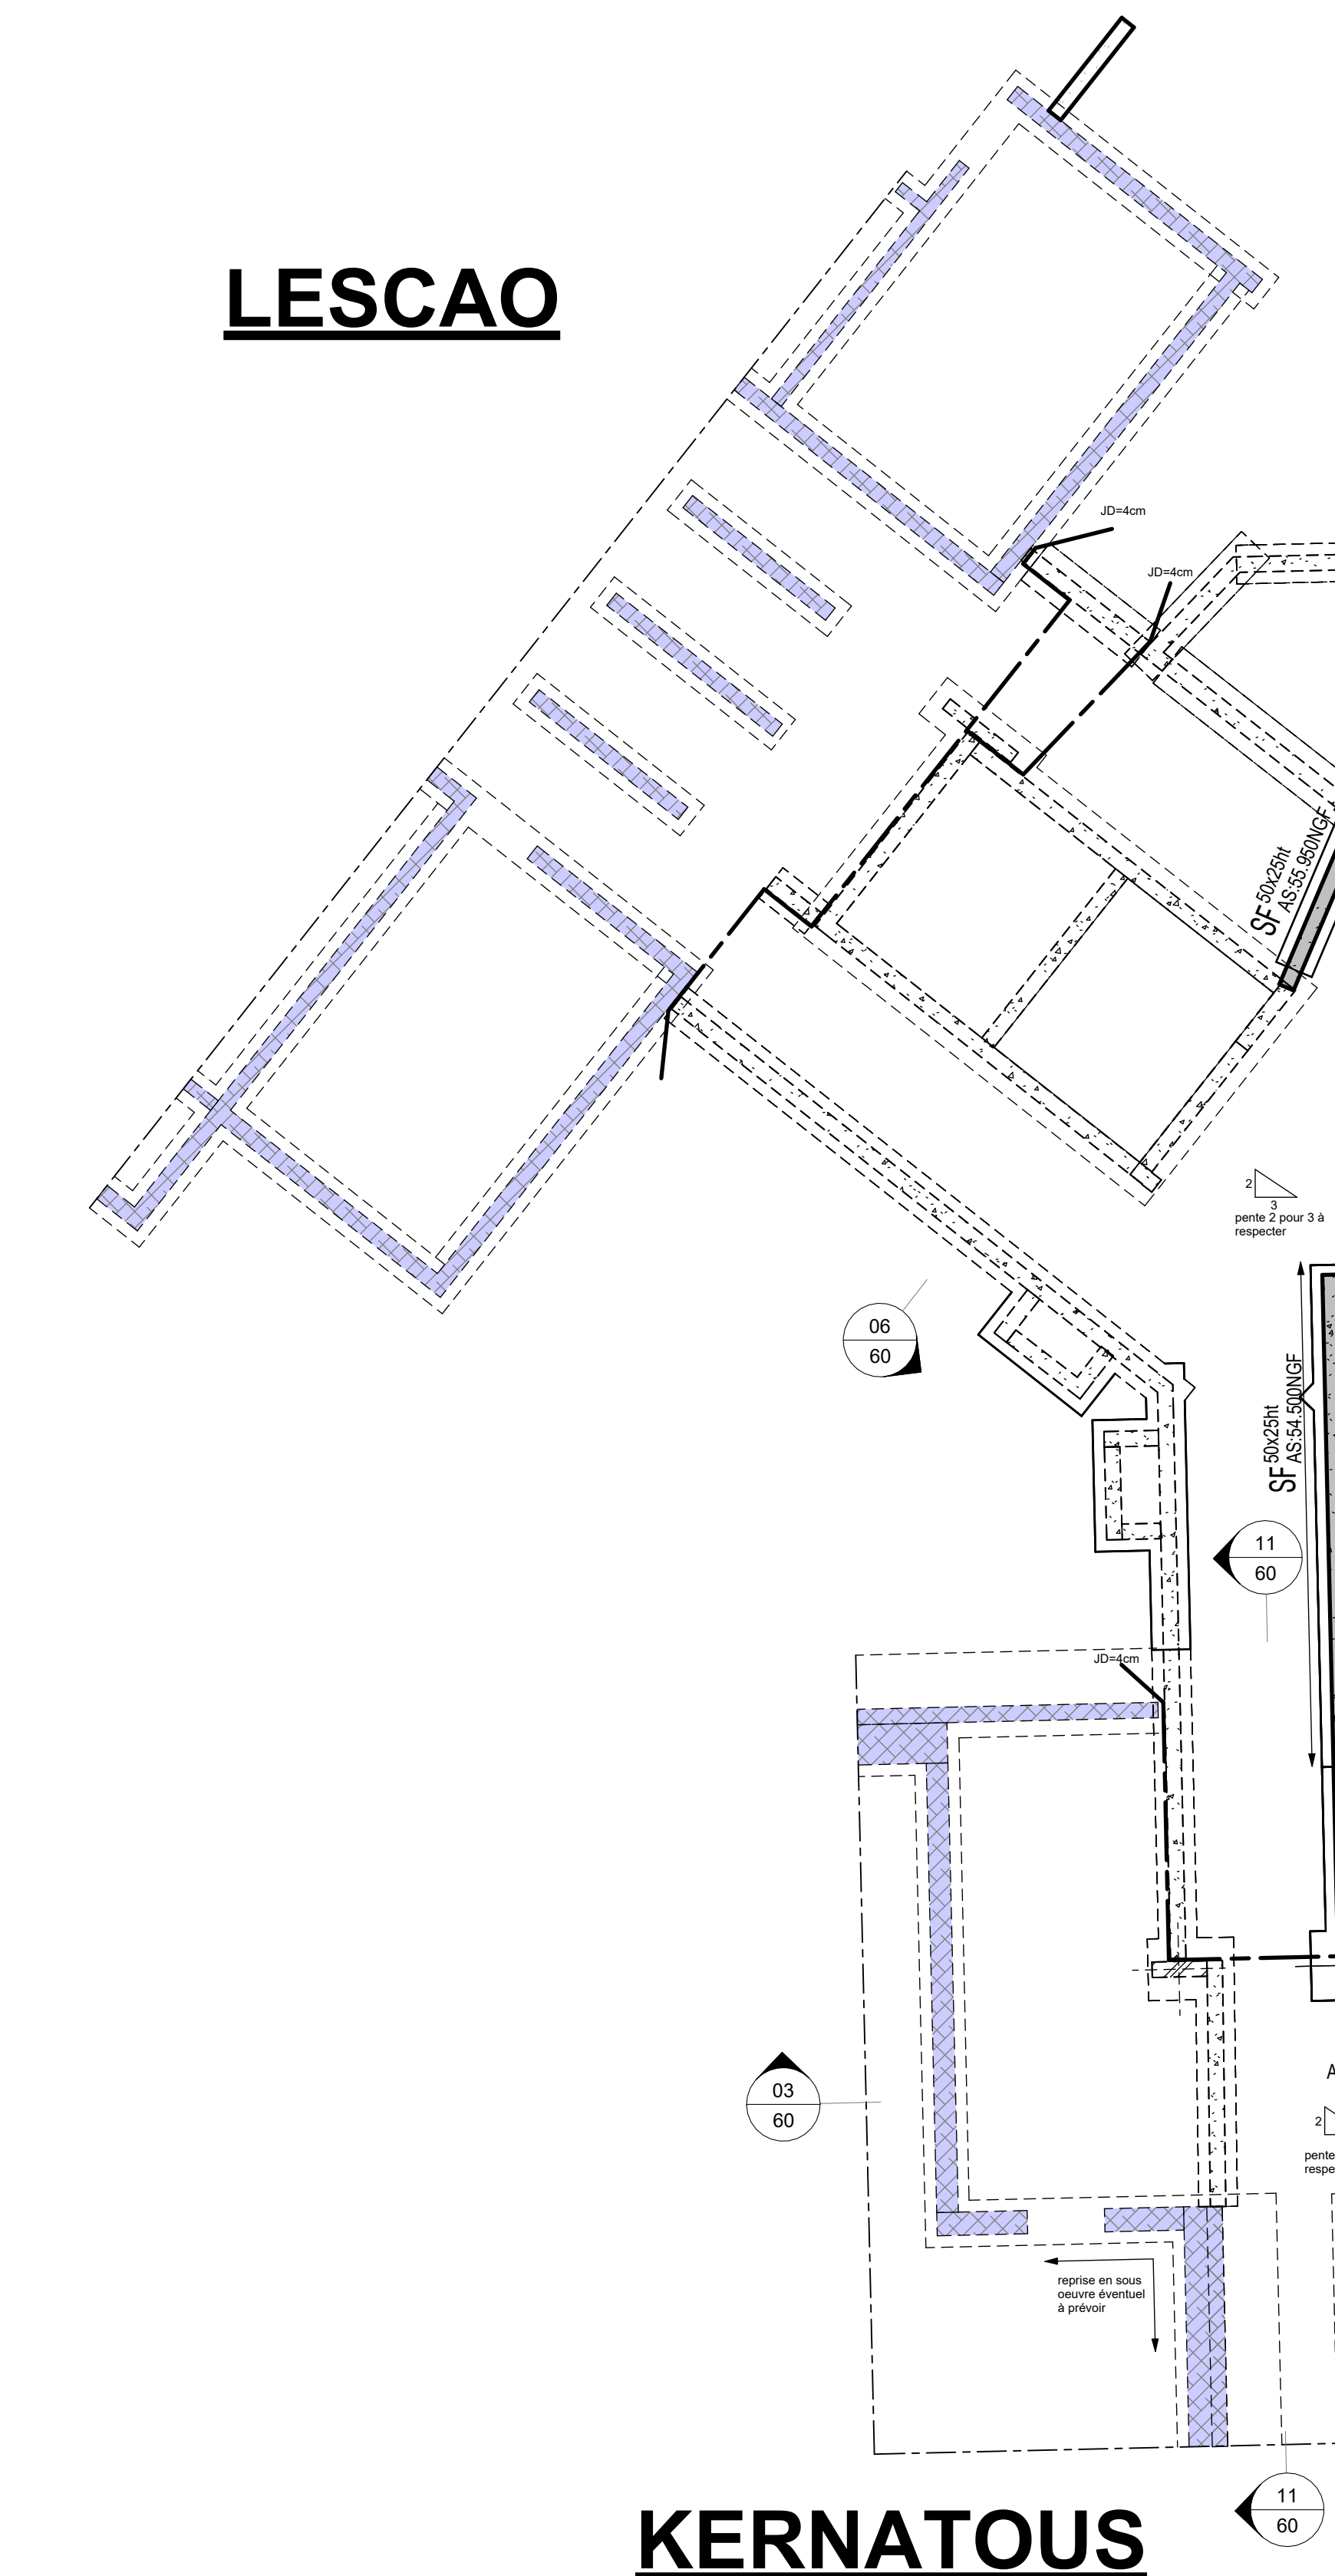 LESCAO
JD=4cm
JD=4cm
SF 50x25ht
AS:55.950NGF
2
3
pente 2 pour 3 à
respecter
06
60
SF 50x25ht
AS:54.500NGF
11
60
JD=4cm
03
60
A
2
pente
respe
reprise en sous
oeuvre éventuel
à prévoir
11
60
KERNATOUS